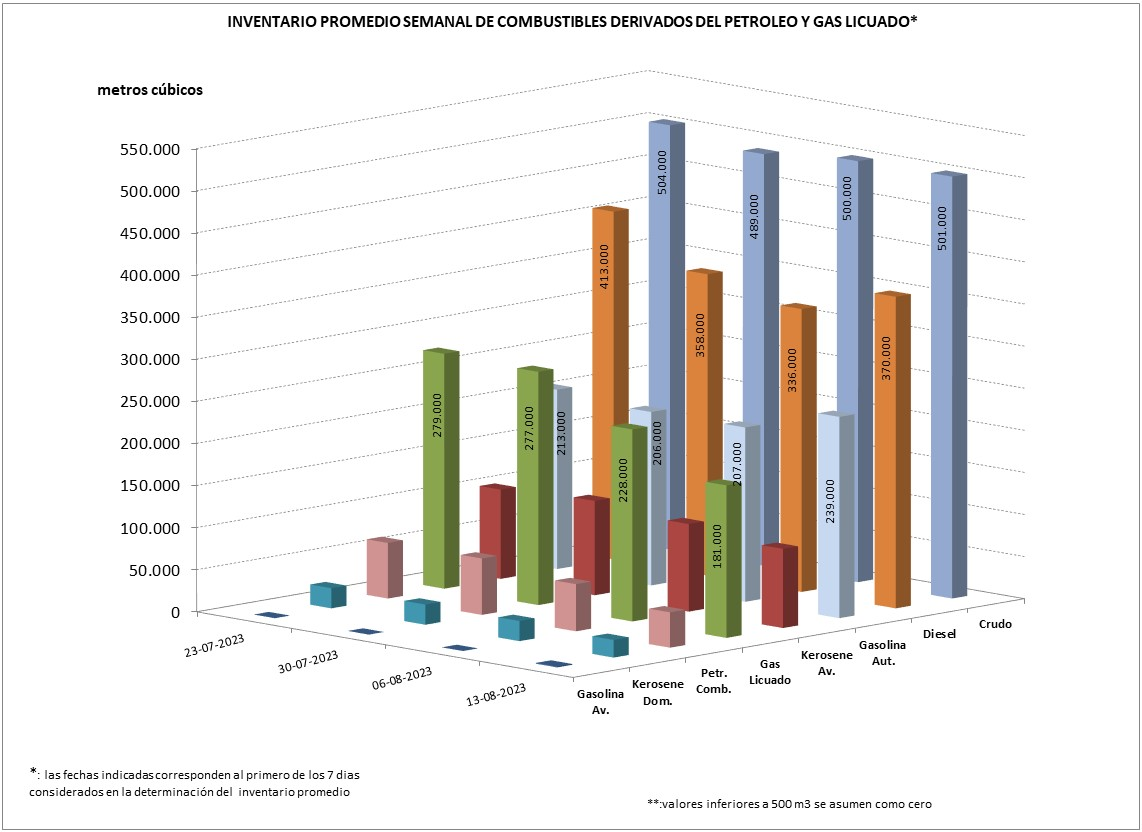 INVENTARIO PROMEDIO SEMANAL DE COMBUSTIBLES DERIVADOS DEL PETROLEO Y GAS LICUADO*
metros cúbicos
550.000
500.000
450.000
400.000
350.000
300.000
250.000
200.000
150.000
100.000
50.000
0
504.000
489.000
500.000
501.000
413.000
358.000
336.000
370.000
213.000
206.000
207.000
239.000
279.000
277.000
228.000
181.000
23-07-2023
30-07-2023
06-08-2023
13-08-2023
Gasolina
Av.
Kerosene
Dom.
Petr.
Comb.
Gas
Licuado
Kerosene
Av.
Gasolina
Aut.
Diesel
Crudo
*: las fechas indicadas corresponden al primero de los 7 dias
considerados en la determinación del inventario promedio
**:valores inferiores a 500 m3 se asumen como cero